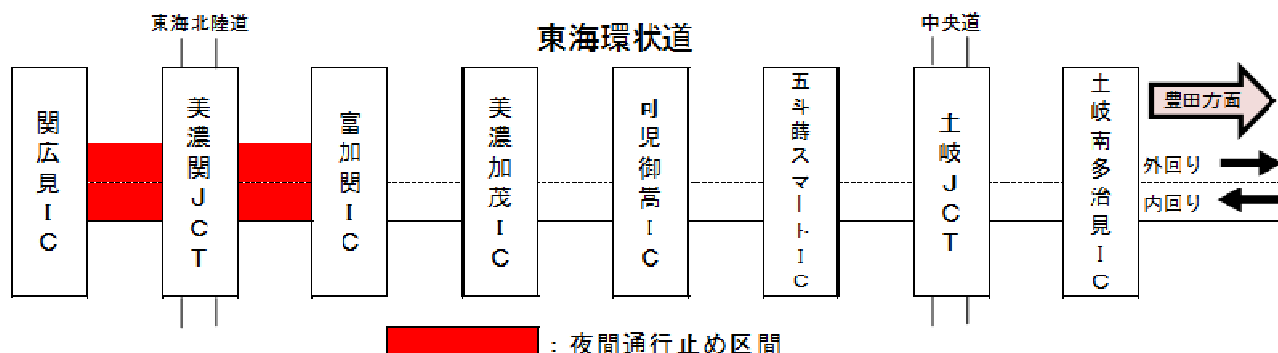 東海北陸道
中央道
東海環状道
関広見IC
美濃関JCT
富加関IC
美濃加茂IC
可児御嵩IC
五斗蒔スマートIC
土岐JCT
土岐南多治見IC
豊田方面
外回り
内回り
：夜間通行止め区間